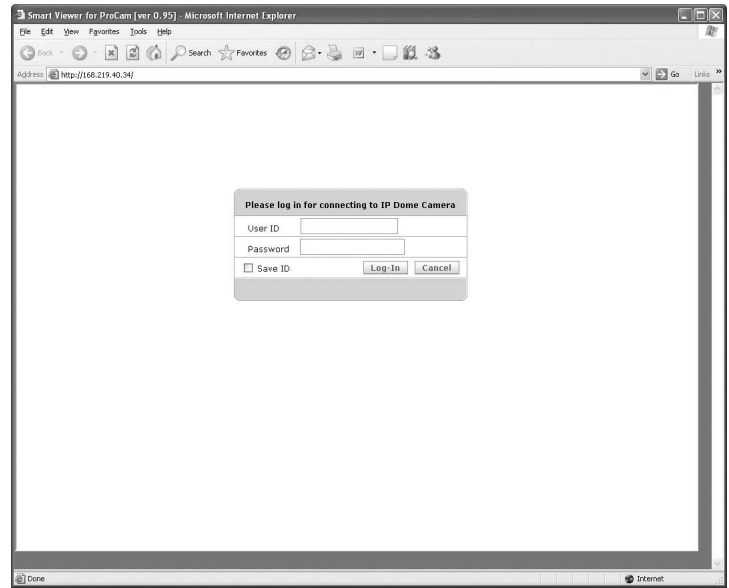 Smart Viewer for ProCam [ver 0.95] - Microsoft Internet Explorer
File Edit View Favorites Tools Help
Back Search Favorites
Address http://168.219.40.34/ Go Links »
Please log in for connecting to IP Dome Camera
User ID
Password
Save ID Log-In Cancel
Done Internet